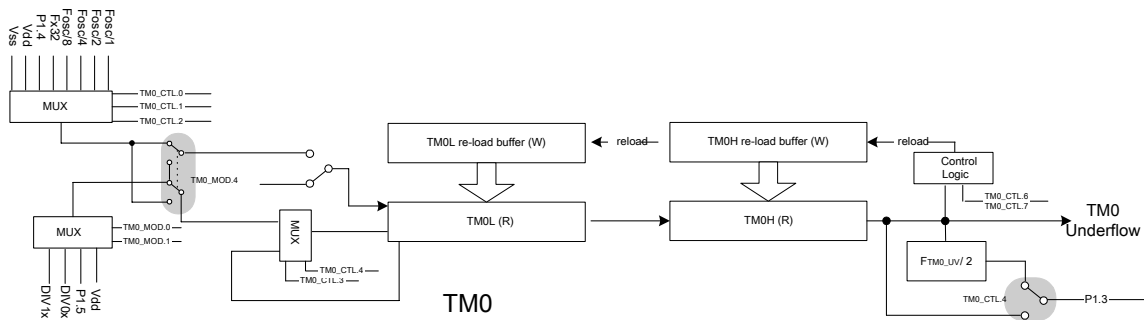 Vss
Vdd
P1.4
Fx32
Fosc/8
Fosc/4
Fosc/2
Fosc/1
MUX
TM0_CTL.0
TM0_CTL.1
TM0_CTL.2
TM0_MOD.4
MUX
TM0_MOD.0
TM0_MOD.1
DIV1x
DIV0x
P1.5
Vdd
MUX
TM0_CTL.4
TM0_CTL.3
TM0L re-load buffer (W)
reload
TM0H re-load buffer (W)
reload
Control
Logic
TM0_CTL.6
TM0_CTL.7
TM0L (R)
TM0H (R)
TM0
Underflow
FTM0_UV/ 2
TM0_CTL.4
P1.3
TM0